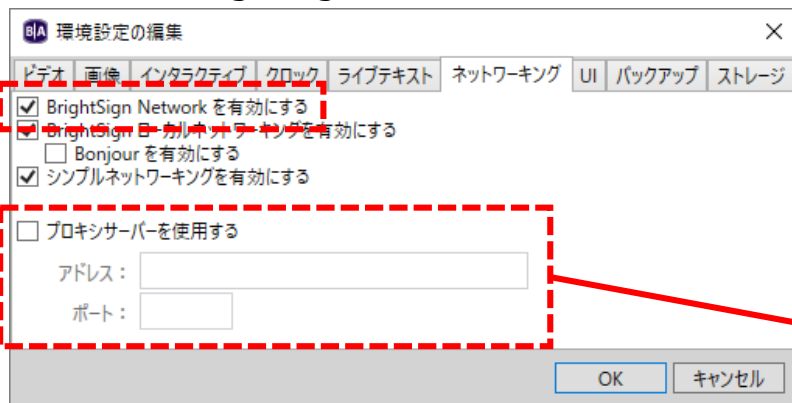 B|A 環境設定の編集
ビデオ 画像 インタラクティブ クロック ライブテキスト ネットワーキング UI バックアップ ストレージ
BrightSign Network を有効にする
BrightSign ローカルネットワーキングを有効にする
Bonjour を有効にする
シンプルネットワーキングを有効にする
プロキシサーバーを使用する
アドレス：
ポート：
OK キャンセル